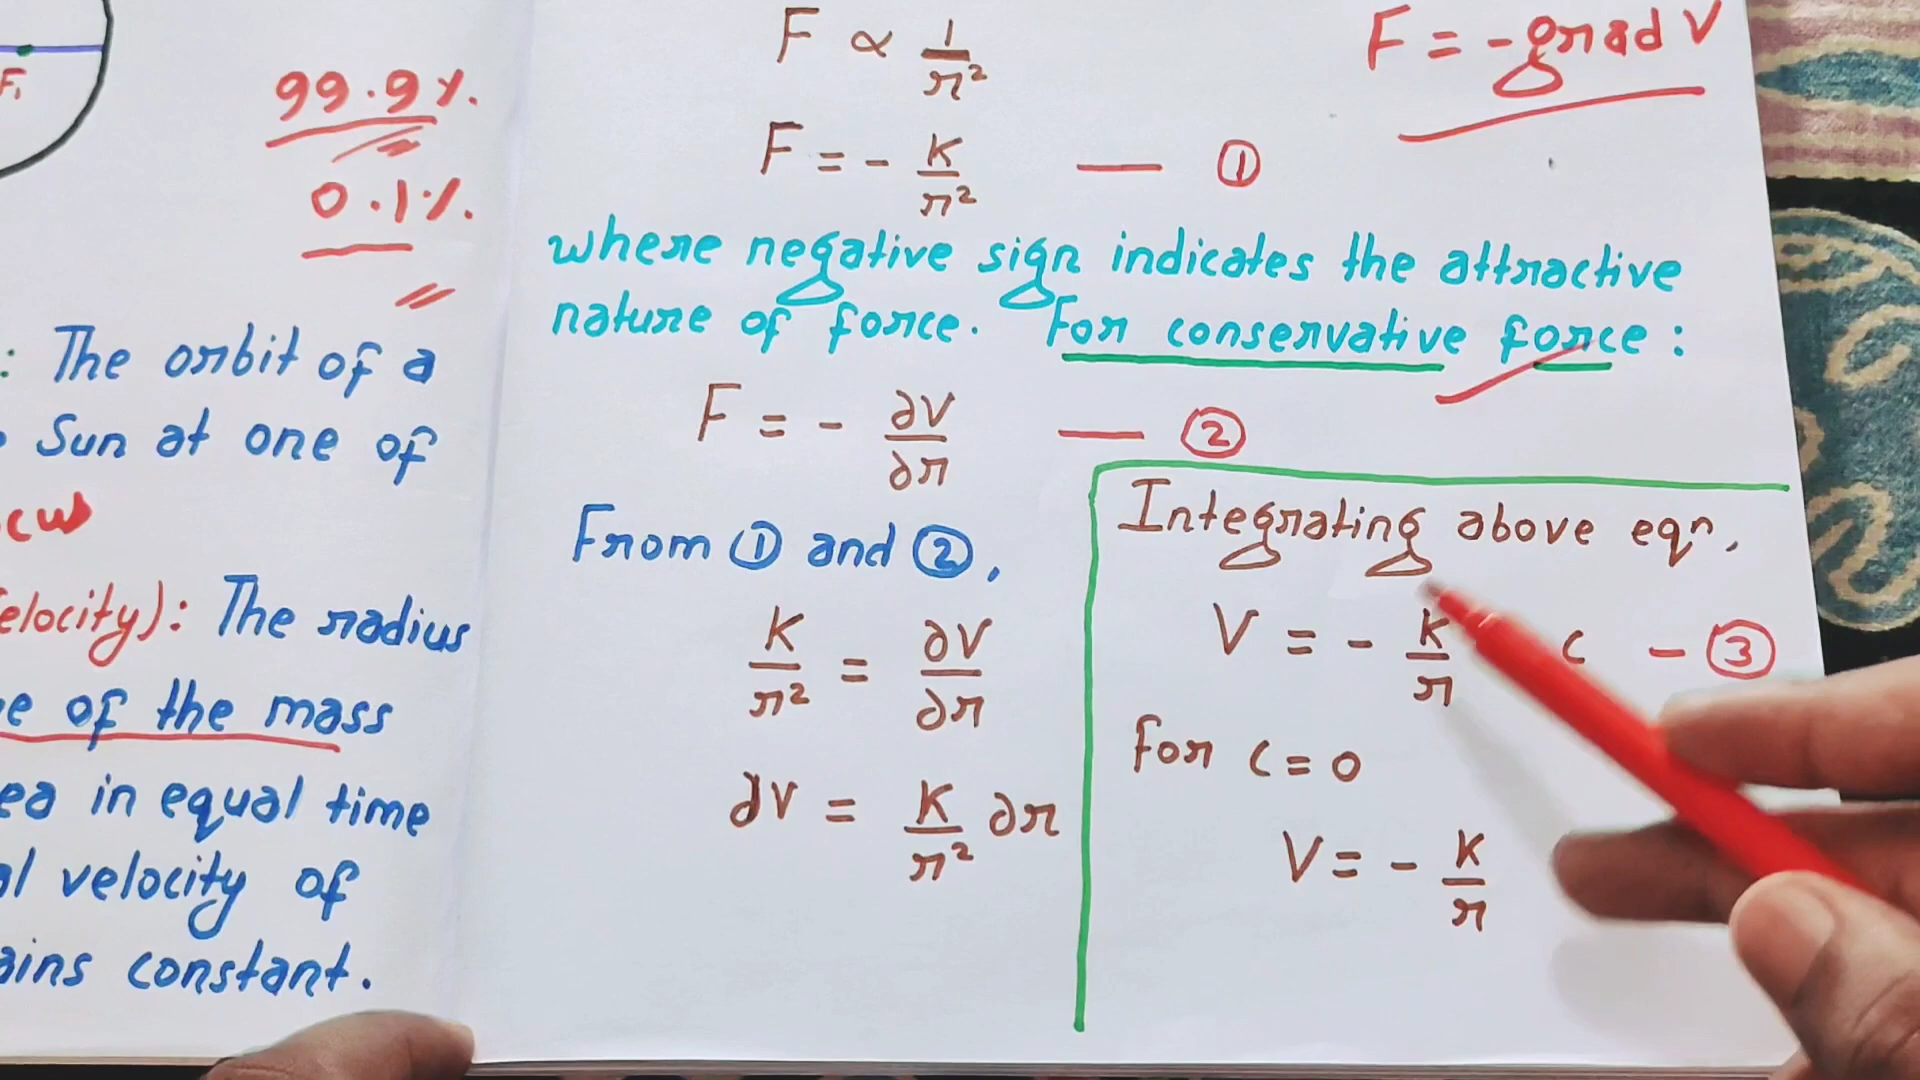 F₁
99.9%.
0.1%.
: The orbit of a
Sun at one of
elocity): The radius
e of the mass
ea in equal time
al velocity of
ains constant.
F ∝ 1/r²
F = -grad V
F = - K/r² — ①
where negative sign indicates the attractive
nature of force. For conservative force:
F = - ∂V/∂r — ②
From ① and ②,
K/r² = ∂V/∂r
∂V = K/r² ∂r
Integrating above eqⁿ,
V = - K/r c - ③
for c = 0
V = - K/r